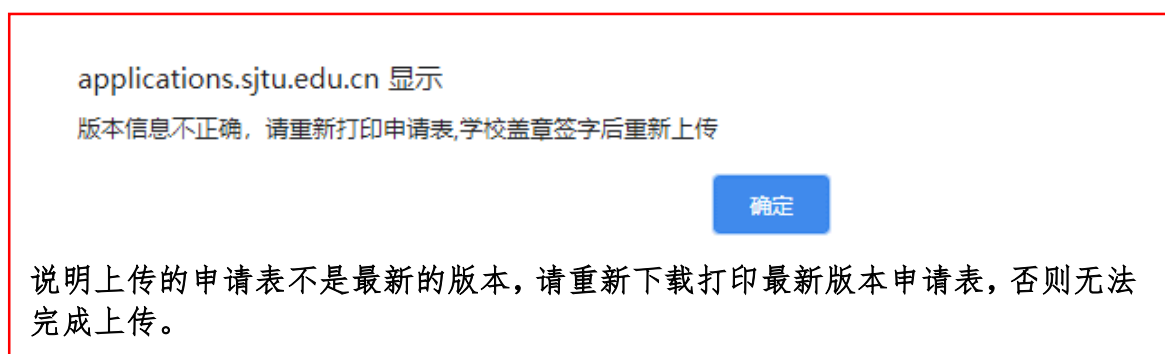 applications.sjtu.edu.cn 显示
版本信息不正确，请重新打印申请表,学校盖章签字后重新上传
确定
说明上传的申请表不是最新的版本，请重新下载打印最新版本申请表，否则无法
完成上传。